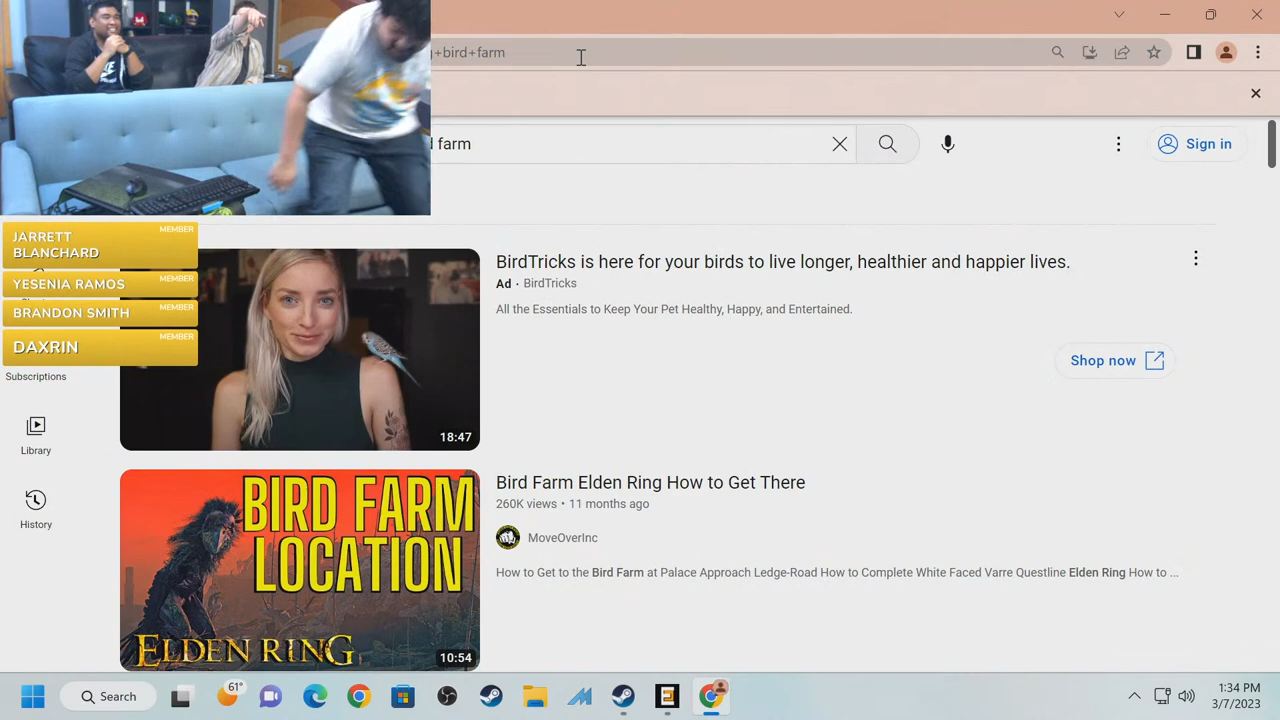 +bird+farm
d farm
Sign in
JARRETT
BLANCHARD
MEMBER
YESENIA RAMOS
MEMBER
BRANDON SMITH
MEMBER
DAXRIN
MEMBER
Subscriptions
Library
History
18:47
BirdTricks is here for your birds to live longer, healthier and happier lives.
Ad · BirdTricks
All the Essentials to Keep Your Pet Healthy, Happy, and Entertained.
Shop now
BIRD FARM
LOCATION
ELDEN RING
10:54
Bird Farm Elden Ring How to Get There
260K views • 11 months ago
MoveOverInc
How to Get to the Bird Farm at Palace Approach Ledge-Road How to Complete White Faced Varre Questline Elden Ring How to ...
61°
Search
1:34 PM
3/7/2023